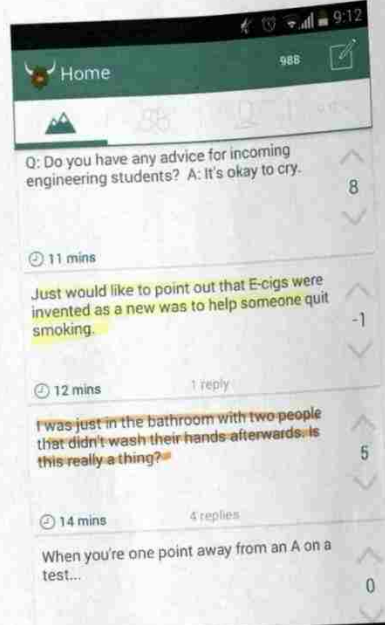 9:12
Home
988
Q: Do you have any advice for incoming
engineering students? A: It's okay to cry.
8
11 mins
Just would like to point out that E-cigs were
invented as a new was to help someone quit
smoking.
-1
12 mins
1 reply
I was just in the bathroom with two people
that didn't wash their hands afterwards. Is
this really a thing?
5
14 mins
4 replies
When you're one point away from an A on a
test...
0